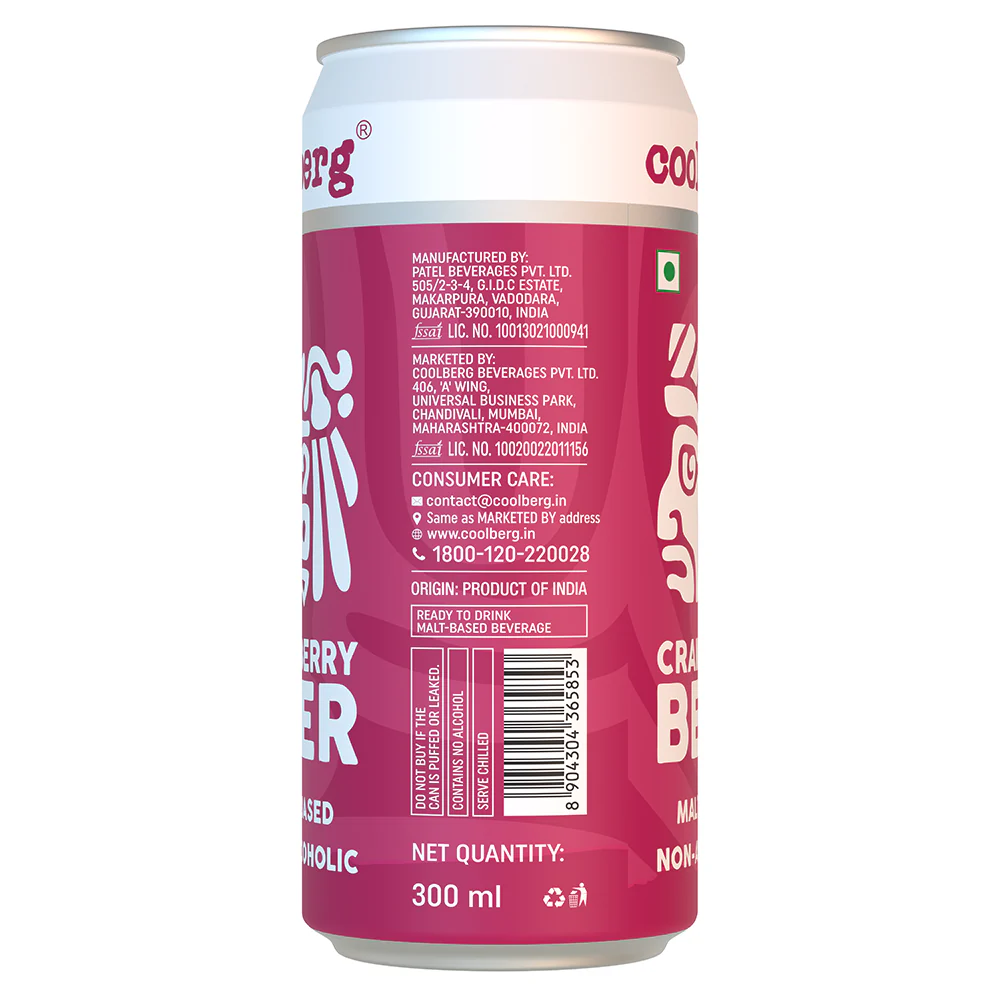 erg®
coo
MANUFACTURED BY:
PATEL BEVERAGES PVT. LTD.
505/2-3-4, G.I.D.C ESTATE,
MAKARPURA, VADODARA,
GUJARAT-390010, INDIA
fssai LIC. NO. 10013021000941
MARKETED BY:
COOLBERG BEVERAGES PVT. LTD.
406, 'A' WING,
UNIVERSAL BUSINESS PARK,
CHANDIVALI, MUMBAI,
MAHARASHTRA-400072, INDIA
fssai LIC. NO. 10020022011156
CONSUMER CARE:
contact@coolberg.in
Same as MARKETED BY address
www.coolberg.in
1800-120-220028
ORIGIN: PRODUCT OF INDIA
READY TO DRINK
MALT-BASED BEVERAGE
DO NOT BUY IF THE
CAN IS PUFFED OR LEAKED.
CONTAINS NO ALCOHOL
SERVE CHILLED
8 904304 365853
NET QUANTITY:
300 ml
ERRY
ER
ASED
OHOLIC
CRA
BE
MAL
NON-A